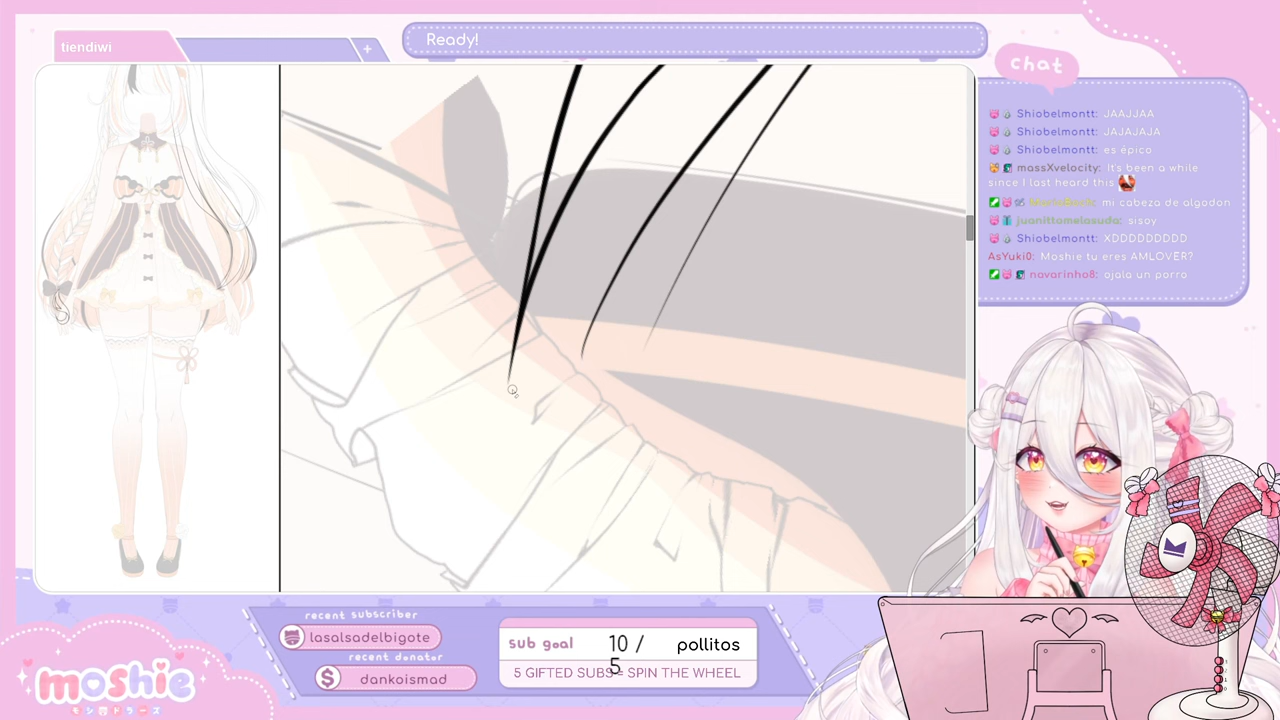 tiendiwi
+
Ready!
chat
Shiobelmontt: JAAJJAA
Shiobelmontt: JAJAJAJA
Shiobelmontt: es épico
massXvelocity: It's been a while
since I last heard this
mi cabeza de algodon
juanittomelasuda: sisoy
Shiobelmontt: XDDDDDDDDD
AsYuki0: Moshie tu eres AMLOVER?
navarinho8: ojala un porro
recent subscriber
lasalsadelbigote
recent donator
$ dankoismad
sub goal 10 / 5 pollitos
5 GIFTED SUBS = SPIN THE WHEEL
moshie